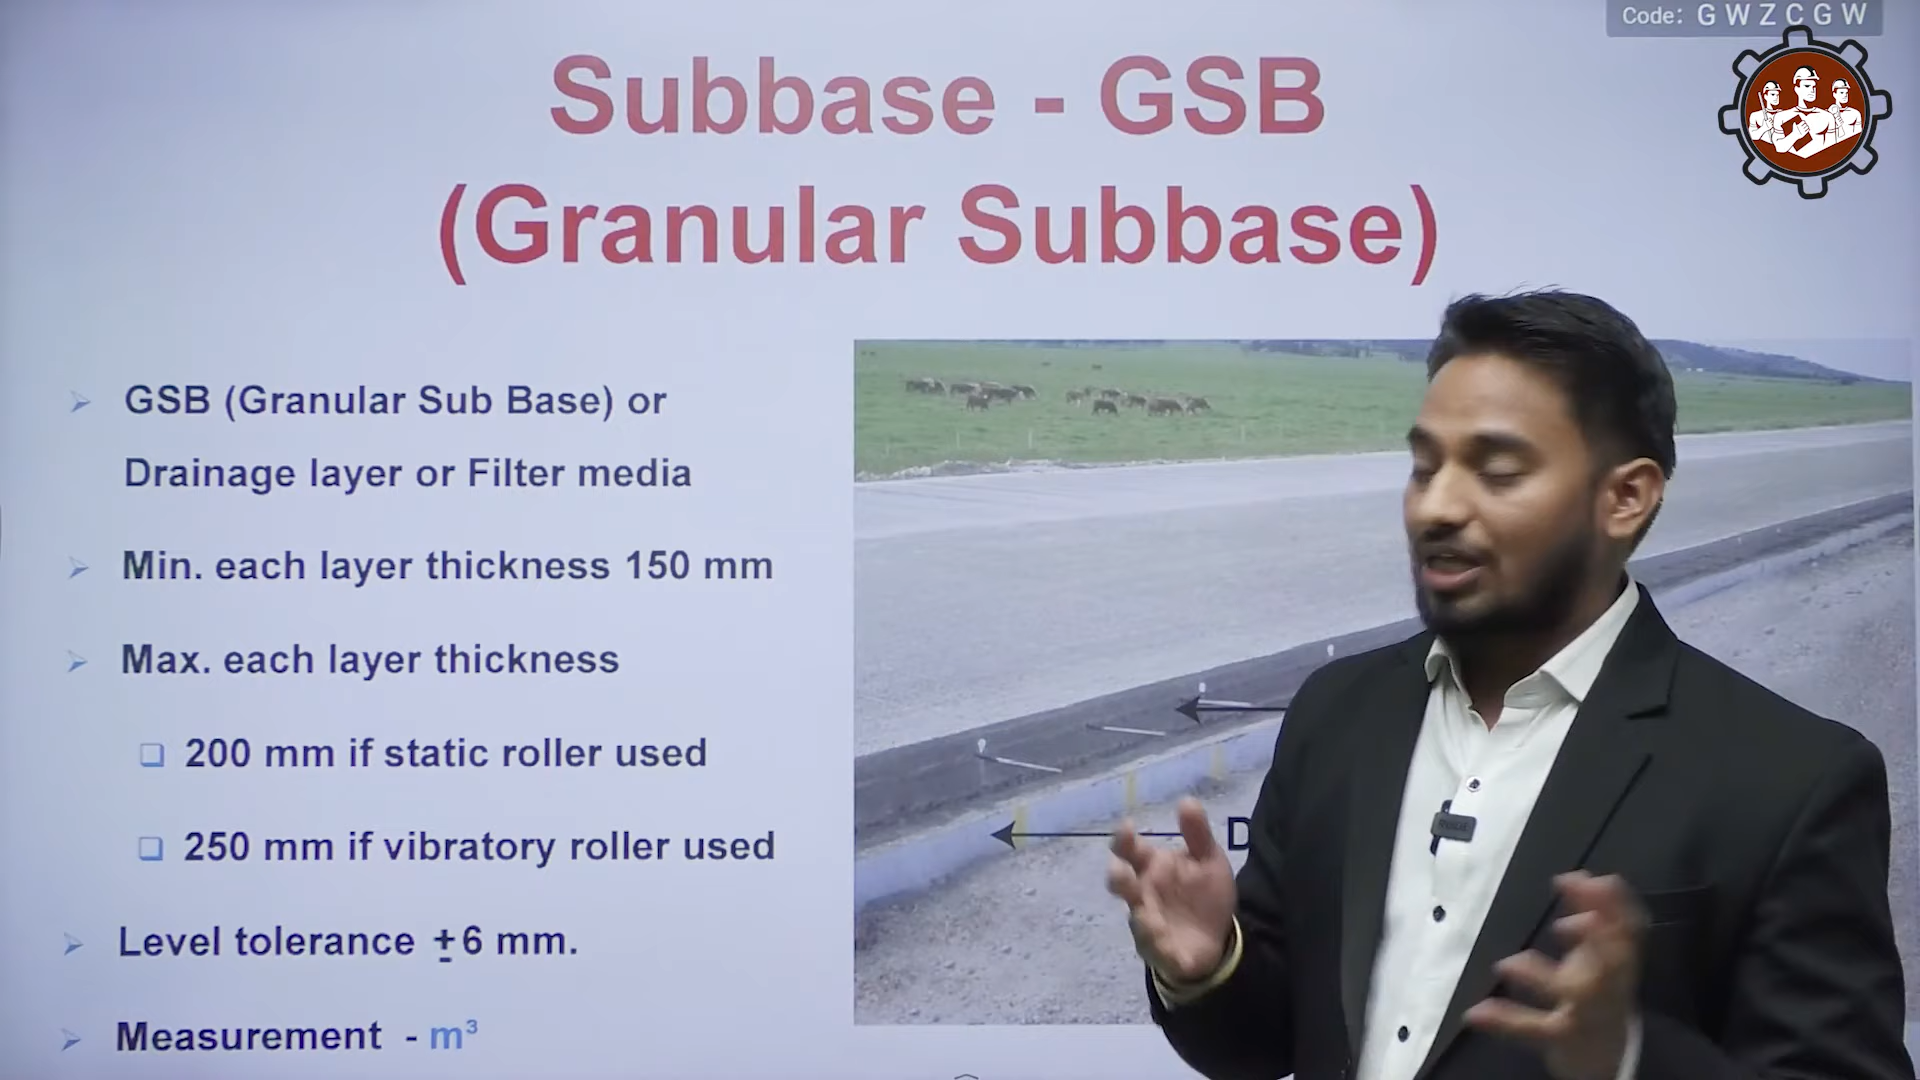 Code: GWZCGW
Subbase - GSB
(Granular Subbase)
GSB (Granular Sub Base) or
Drainage layer or Filter media
Min. each layer thickness 150 mm
Max. each layer thickness
200 mm if static roller used
250 mm if vibratory roller used
Level tolerance ±6 mm.
Measurement - m³